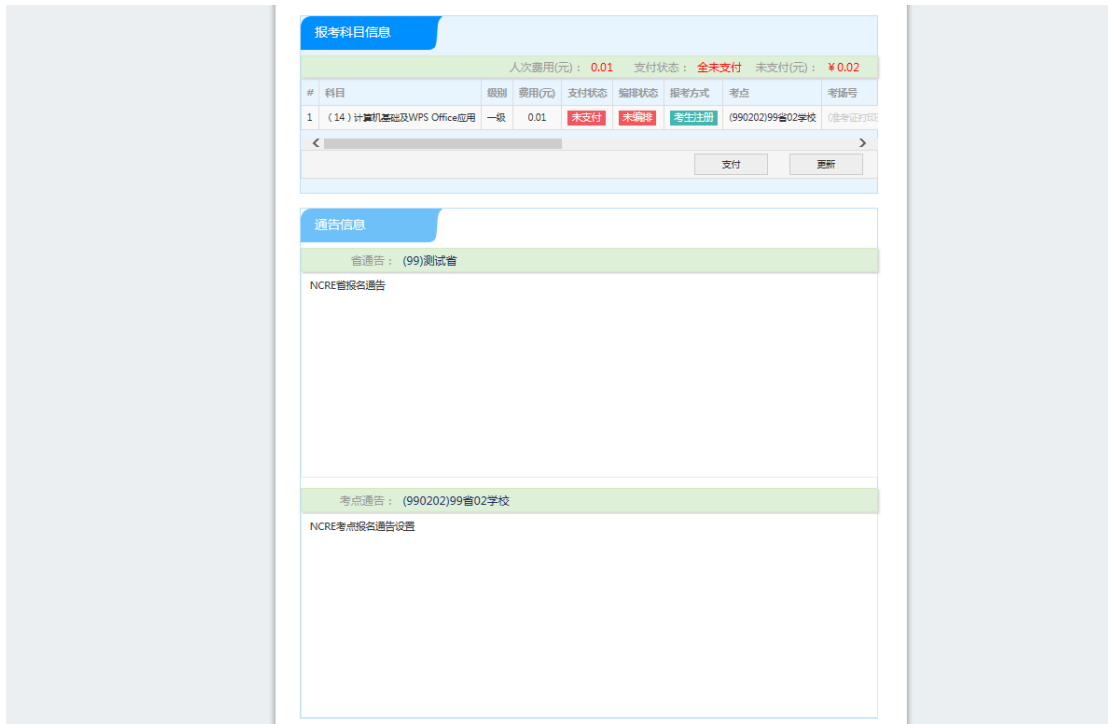 报考科目信息
人次费用(元)： 0.01 支付状态： 全未支付 未支付(元)： ￥0.02
# 科目 级别 费用(元) 支付状态 编排状态 报考方式 考点 考场号
1 （14）计算机基础及WPS Office应用 一级 0.01 未支付 未编排 考生注册 (990202)99省02学校 (准考证打印
支付 更新
通告信息
省通告： (99)测试省
NCRE省报名通告
考点通告： (990202)99省02学校
NCRE考点报名通告设置